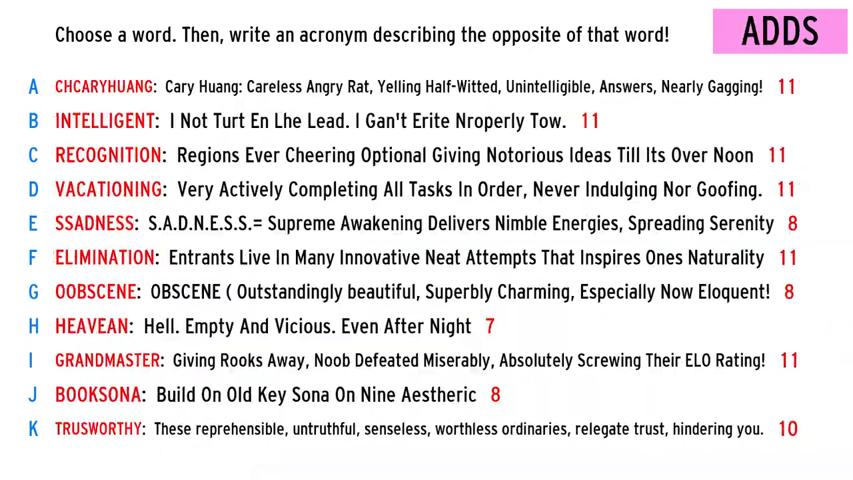 Choose a word. Then, write an acronym describing the opposite of that word!
ADDS
A CHCARYHUANG: Cary Huang: Careless Angry Rat, Yelling Half-Witted, Unintelligible, Answers, Nearly Gagging! 11
B INTELLIGENT: I Not Turt En Lhe Lead. I Gan't Erite Nroperly Tow. 11
C RECOGNITION: Regions Ever Cheering Optional Giving Notorious Ideas Till Its Over Noon 11
D VACATIONING: Very Actively Completing All Tasks In Order, Never Indulging Nor Goofing. 11
E SSADNESS: S.A.D.N.E.S.S.= Supreme Awakening Delivers Nimble Energies, Spreading Serenity 8
F ELIMINATION: Entrants Live In Many Innovative Neat Attempts That Inspires Ones Naturality 11
G OOBSCENE: OBSCENE ( Outstandingly beautiful, Superbly Charming, Especially Now Eloquent! 8
H HEAVEAN: Hell. Empty And Vicious. Even After Night 7
I GRANDMASTER: Giving Rooks Away, Noob Defeated Miserably, Absolutely Screwing Their ELO Rating! 11
J BOOKSONA: Build On Old Key Sona On Nine Aestheric 8
K TRUSWORTHY: These reprehensible, untruthful, senseless, worthless ordinaries, relegate trust, hindering you. 10